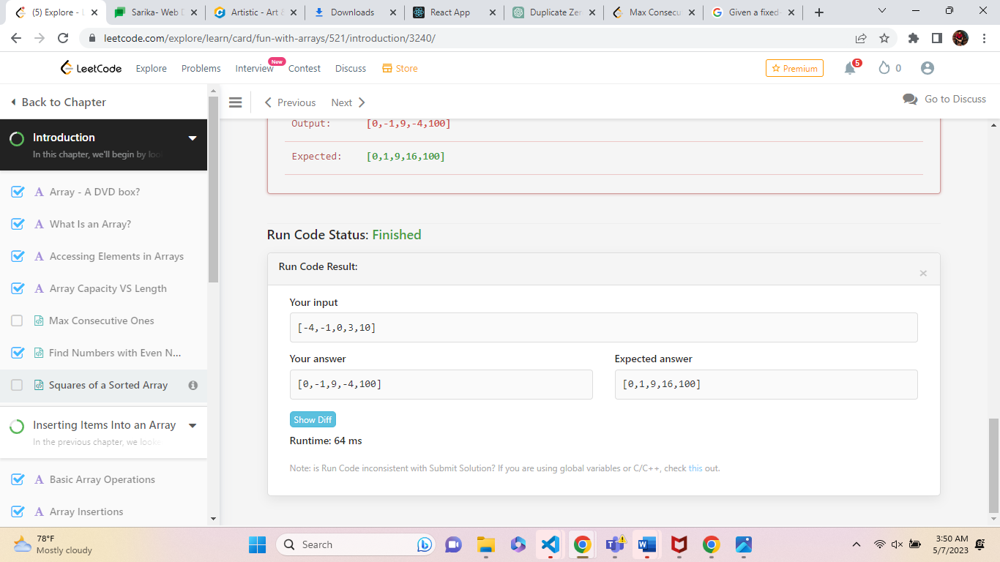 (5) Explore - L
Sarika- Web D
Artistic - Art &
Downloads
React App
Duplicate Zer
Max Consecu
Given a fixed-
leetcode.com/explore/learn/card/fun-with-arrays/521/introduction/3240/
LeetCode Explore Problems Interview New Contest Discuss Store Premium 5 0
Back to Chapter
Previous Next Go to Discuss
Introduction
In this chapter, we'll begin by loo
Array - A DVD box?
What Is an Array?
Accessing Elements in Arrays
Array Capacity VS Length
Max Consecutive Ones
Find Numbers with Even N...
Squares of a Sorted Array
Inserting Items Into an Array
In the previous chapter, we looke
Basic Array Operations
Array Insertions
Output: [0,-1,9,-4,100]
Expected: [0,1,9,16,100]
Run Code Status: Finished
Run Code Result:
×
Your input
[-4,-1,0,3,10]
Your answer
[0,-1,9,-4,100]
Expected answer
[0,1,9,16,100]
Show Diff
Runtime: 64 ms
Note: is Run Code inconsistent with Submit Solution? If you are using global variables or C/C++, check this out.
78°F
Mostly cloudy
Search
3:50 AM
5/7/2023